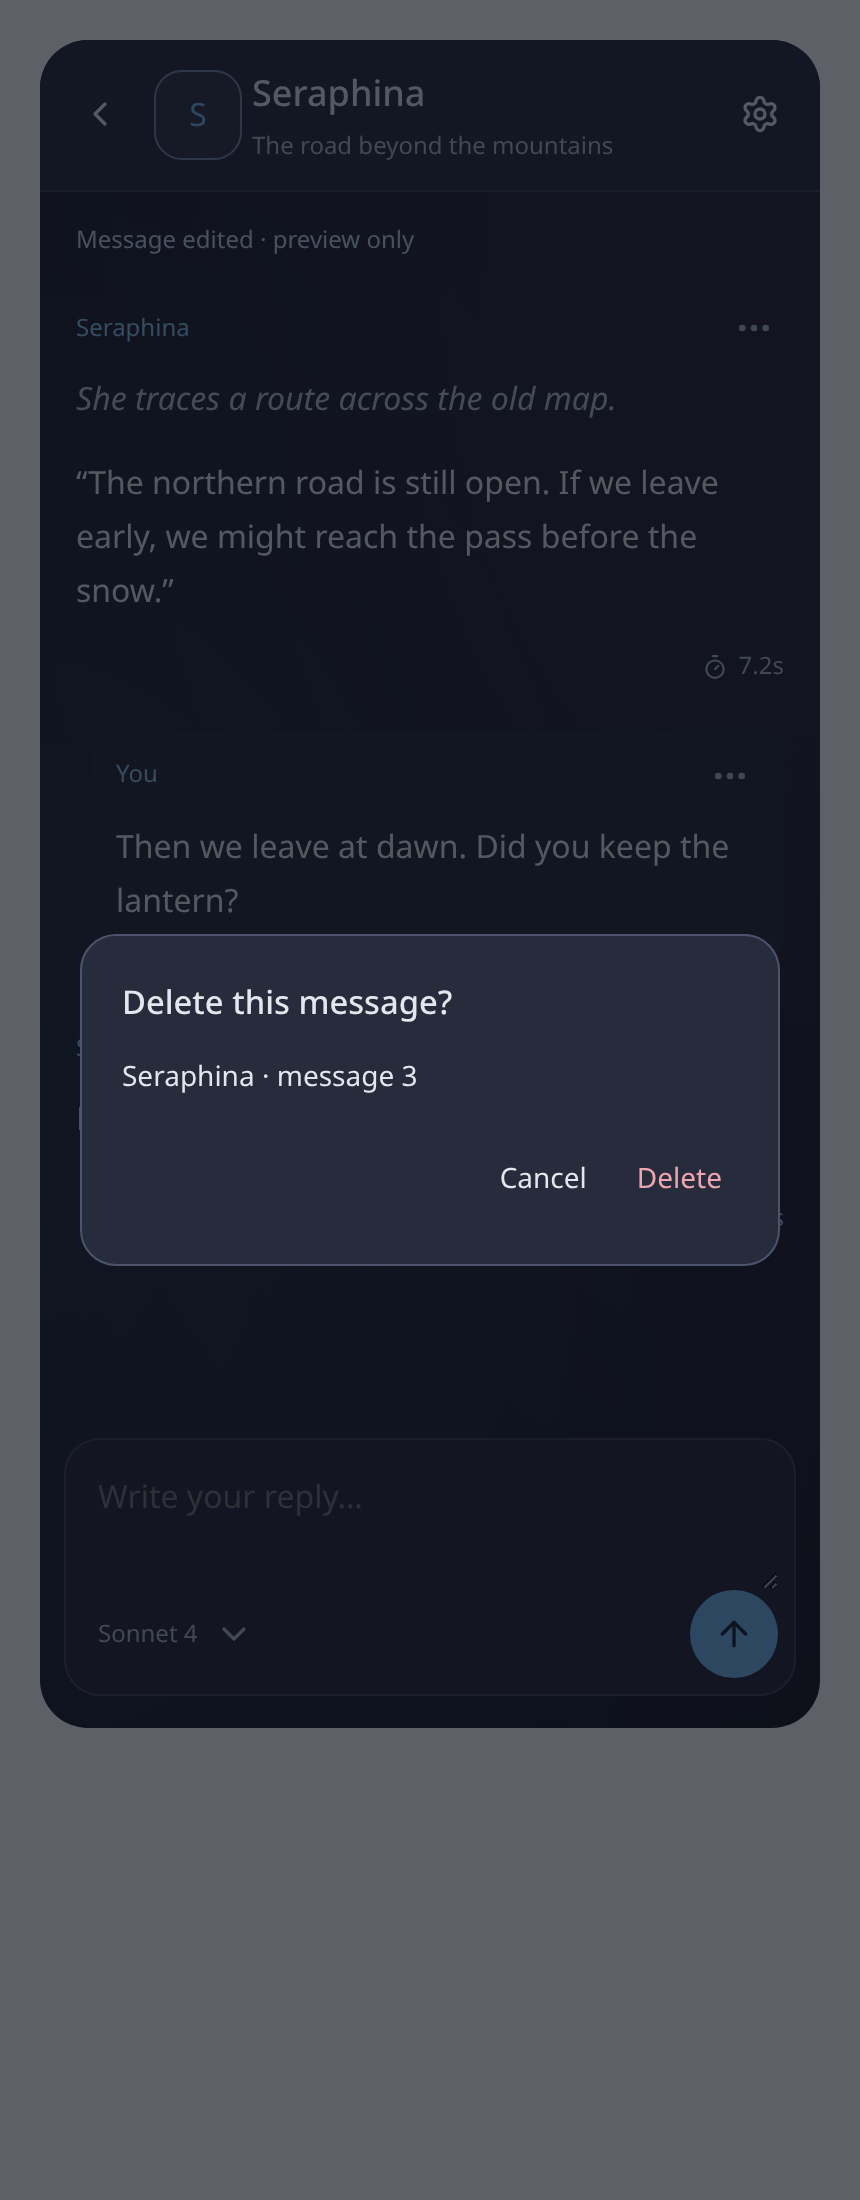 S
Seraphina
The road beyond the mountains
Message edited · preview only
Seraphina
She traces a route across the old map.
“The northern road is still open. If we leave
early, we might reach the pass before the
snow.”
7.2s
You
Then we leave at dawn. Did you keep the
lantern?
Delete this message?
Seraphina · message 3
Cancel
Delete
Write your reply...
Sonnet 4